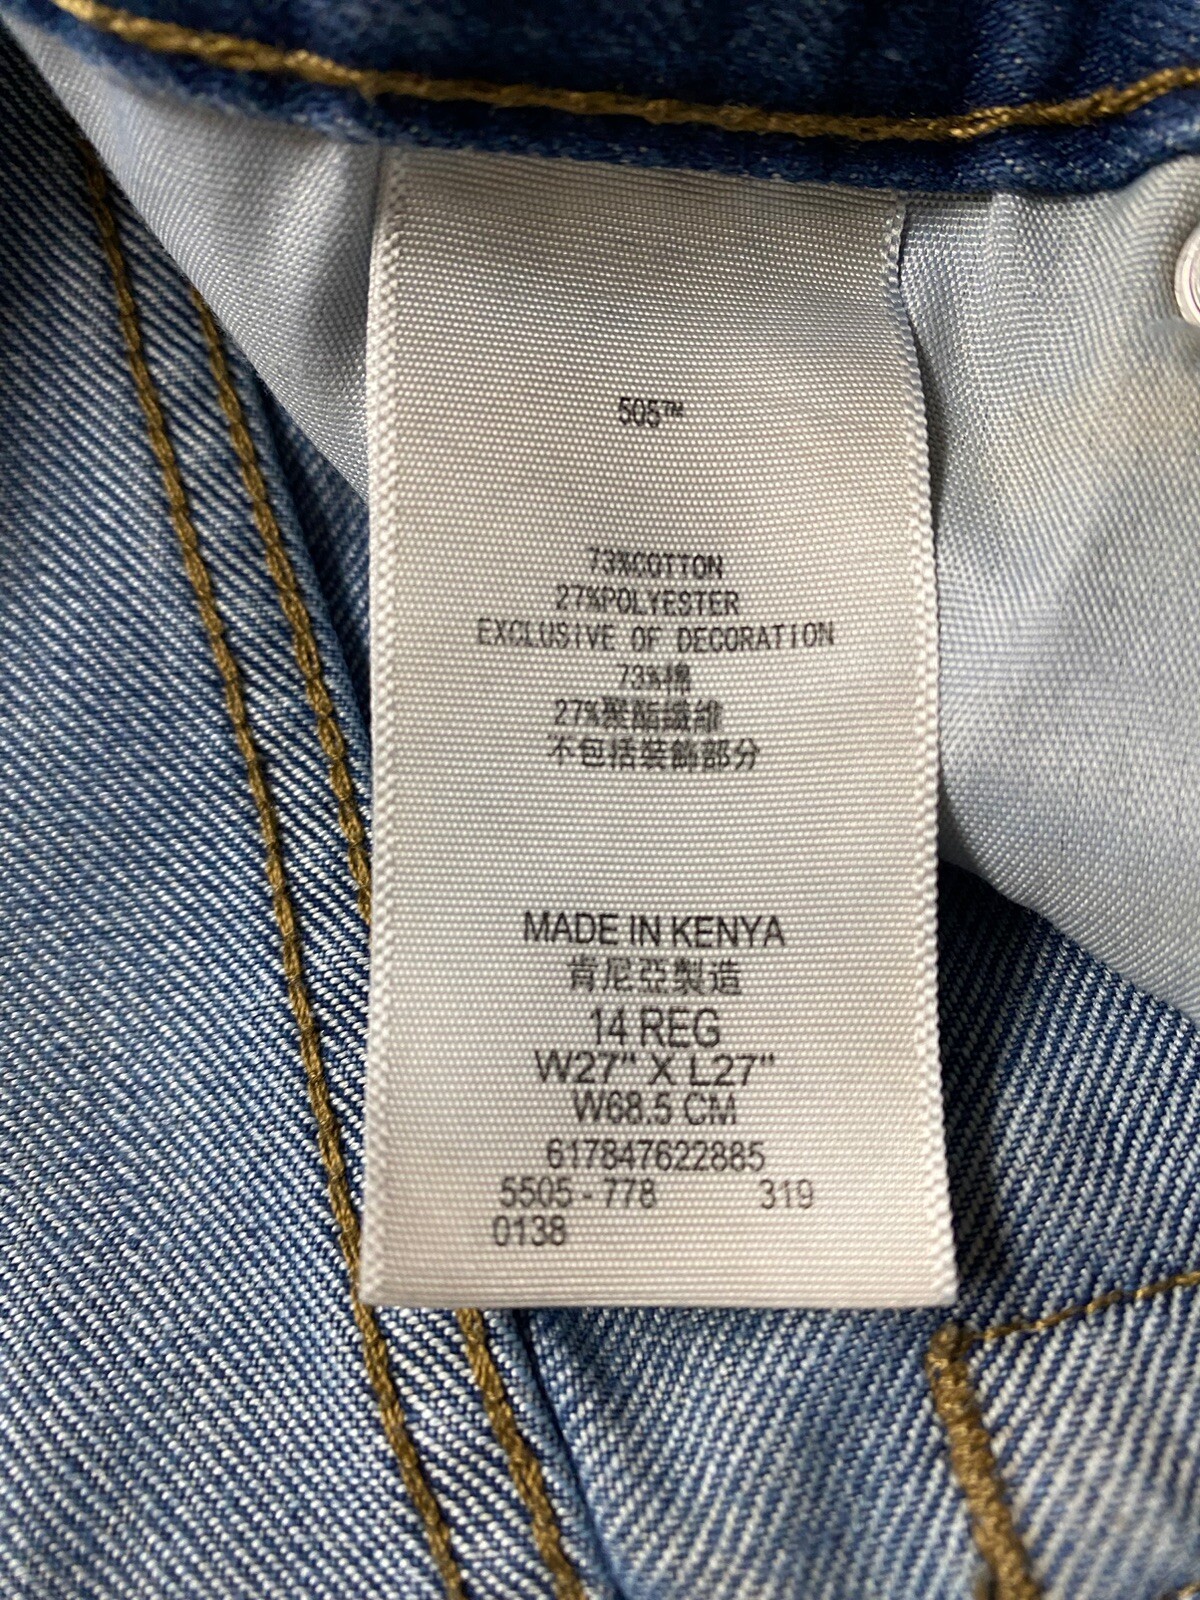 505™
73%COTTON
27%POLYESTER
EXCLUSIVE OF DECORATION
73%棉
27%聚酯纖維
不包括裝飾部分
MADE IN KENYA
肯尼亞製造
14 REG
W27" X L27"
W68.5 CM
617847622885
5505 - 778 319
0138